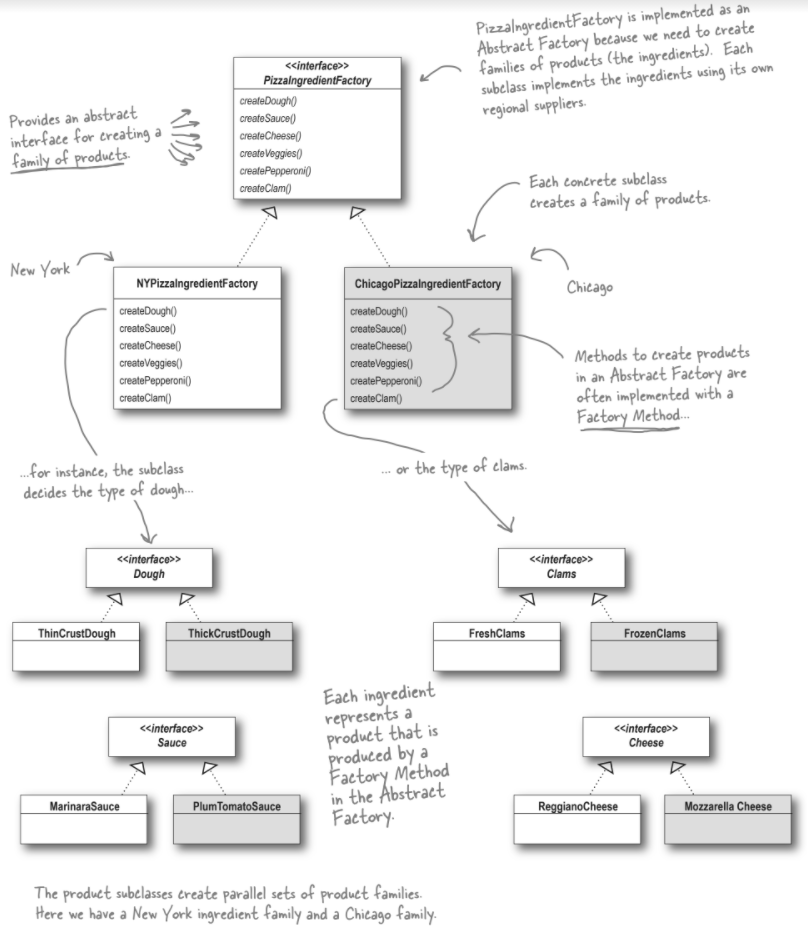 PizzaIngredientFactory is implemented as an
Abstract Factory because we need to create
families of products (the ingredients). Each
subclass implements the ingredients using its own
regional suppliers.
<<interface>>
PizzaIngredientFactory
createDough()
createSauce()
createCheese()
createVeggies()
createPepperoni()
createClam()
Provides an abstract
interface for creating a
family of products.
Each concrete subclass
creates a family of products.
New York
NYPizzaIngredientFactory
createDough()
createSauce()
createCheese()
createVeggies()
createPepperoni()
createClam()
ChicagoPizzaIngredientFactory
createDough()
createSauce()
createCheese()
createVeggies()
createPepperoni()
createClam()
Chicago
Methods to create products
in an Abstract Factory are
often implemented with a
Factory Method...
...for instance, the subclass
decides the type of dough...
... or the type of clams.
<<interface>>
Dough
ThinCrustDough
ThickCrustDough
<<interface>>
Clams
FreshClams
FrozenClams
Each ingredient
represents a
product that is
produced by a
Factory Method
in the Abstract
Factory.
<<interface>>
Sauce
MarinaraSauce
PlumTomatoSauce
<<interface>>
Cheese
ReggianoCheese
Mozzarella Cheese
The product subclasses create parallel sets of product families.
Here we have a New York ingredient family and a Chicago family.